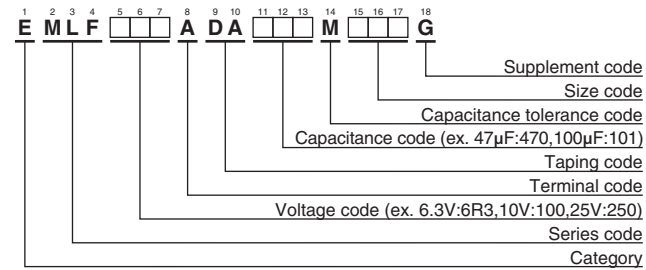 1 2 3 4 5 6 7 8 9 10 11 12 13 14 15 16 17 18
E M L F A D A M G
Supplement code
Size code
Capacitance tolerance code
Capacitance code (ex. 47μF:470,100μF:101)
Taping code
Terminal code
Voltage code (ex. 6.3V:6R3,10V:100,25V:250)
Series code
Category